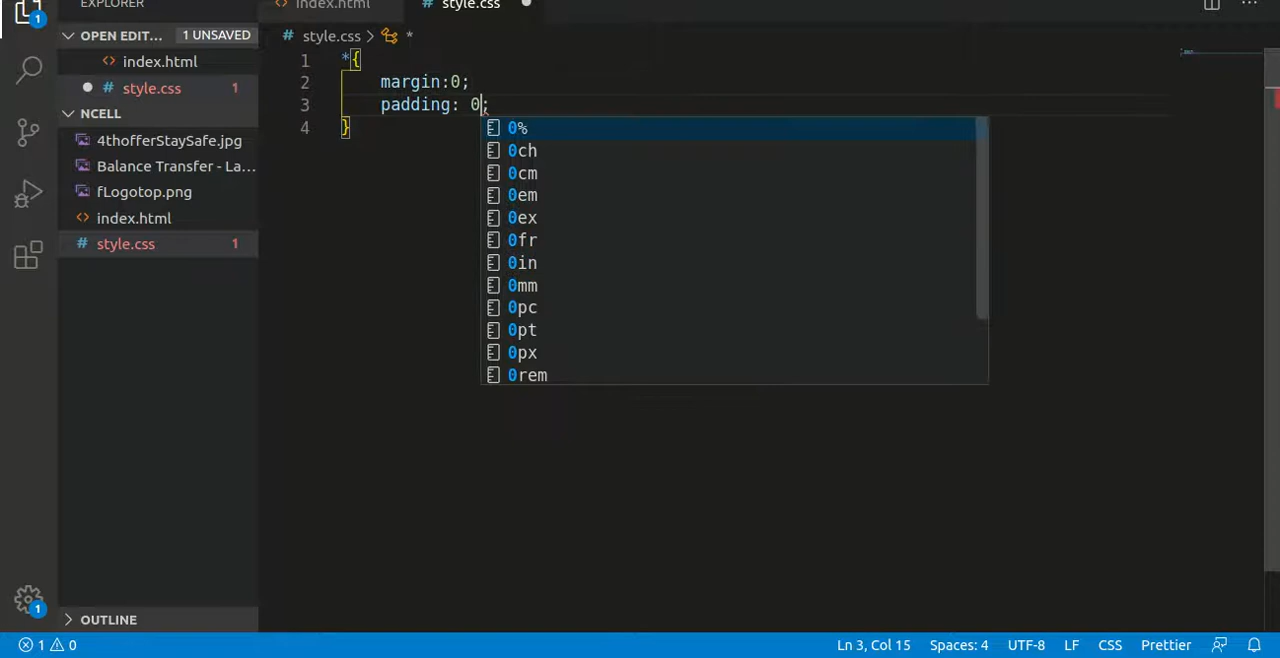 EXPLORER
index.html
# style.css
OPEN EDIT... 1 UNSAVED
# style.css > *
1 *{
<> index.html
2 margin:0;
# style.css 1
3 padding: 0;
NCELL
4 }
0%
4thofferStaySafe.jpg
0ch
Balance Transfer - La...
0cm
fLogotop.png
0em
<> index.html
0ex
# style.css 1
0fr
0in
0mm
0pc
0pt
0px
0rem
1
1
OUTLINE
1 0
Ln 3, Col 15 Spaces: 4 UTF-8 LF CSS Prettier